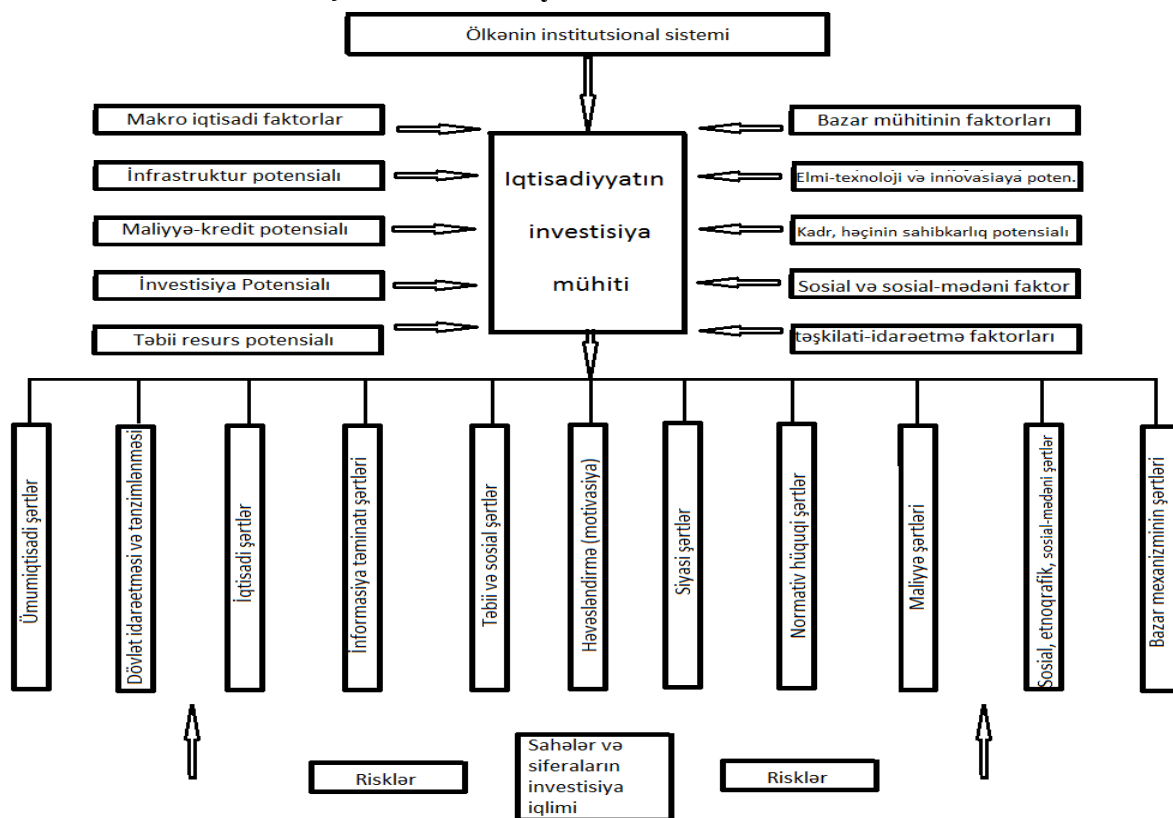 Ölkənin institutsional sistemi
Makro iqtisadi faktorlar
İnfrastruktur potensialı
Maliyyə-kredit potensialı
İnvestisiya Potensialı
Təbii resurs potensialı
Iqtisadiyyatın
investisiya
mühiti
Bazar mühitinin faktorları
Elmi-texnoloji və innovasiaya poten.
Kadr, həçinin sahibkarlıq potensialı
Sosial və sosial-mədəni faktor
təşkilati-idarəetmə faktorları
Ümumiqtisadi şərtlər
Dövlət idarəetməsi və tənzimlənməsi
İqtisadi şərtlər
İnformasiya təminatı şərtləri
Təbii və sosial şərtlər
Həvəsləndirmə (motivasiya)
Siyasi şərtlər
Normativ hüquqi şərtlər
Maliyyə şərtləri
Sosial, etnoqrafik, sosial-mədəni şərtlər
Bazar mexanizminin şərtləri
Risklər
Sahələr və
siferaların
investisiya
iqlimi
Risklər